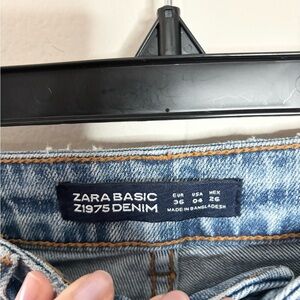 ZARA BASIC
Z1975 DENIM
EUR USA MEX
36 04 26
MADE IN BANGLADESH